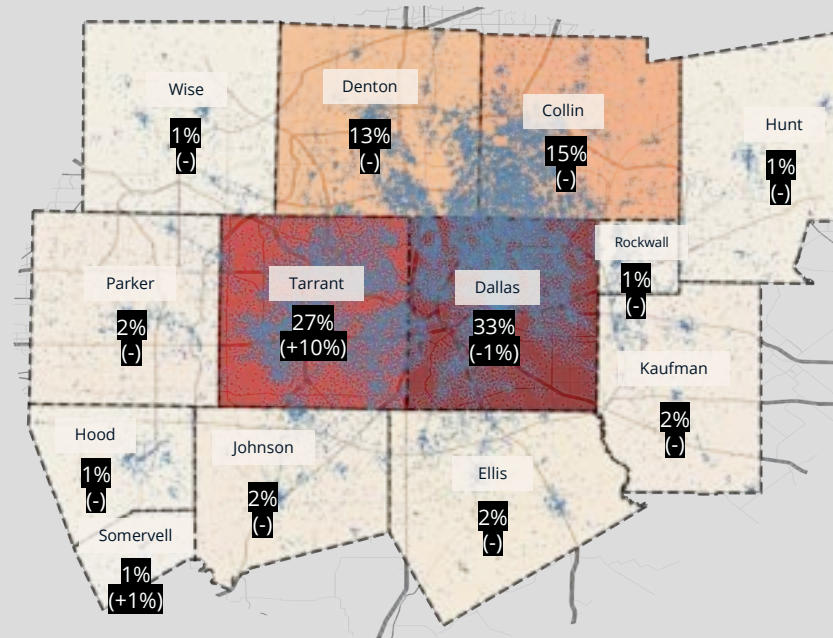 Wise
1%
(-)
Denton
13%
(-)
Collin
15%
(-)
Hunt
1%
(-)
Parker
2%
(-)
Tarrant
27%
(+10%)
Dallas
33%
(-1%)
Rockwall
1%
(-)
Kaufman
2%
(-)
Hood
1%
(-)
Somervell
1%
(+1%)
Johnson
2%
(-)
Ellis
2%
(-)